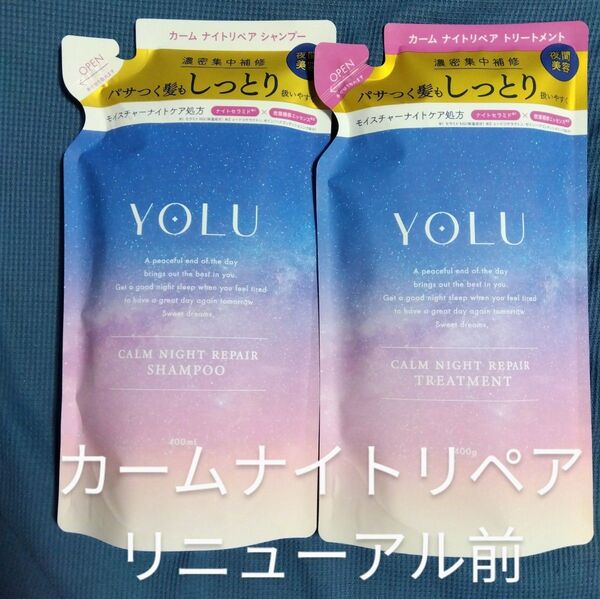 カーム ナイトリペア シャンプー
OPEN
濃密集中補修
夜間
美容
パサつく髪もしっとり扱いやすく
モイスチャーナイトケア処方
ナイトセラミド
×
YOLU
A peaceful end of the day
brings out the best in you.
Get a good night sleep when you feel tired
to have a great day again tomorrow.
Sweet dreams,
CALM NIGHT REPAIR
SHAMPOO
400ml
カーム ナイトリペア トリートメント
OPEN
濃密集中補修
夜間
美容
パサつく髪もしっとり扱いやすく
モイスチャーナイトケア処方
ナイトセラミド
×
YOLU
A peaceful end of the day
brings out the best in you.
Get a good night sleep when you feel tired
to have a great day again tomorrow.
Sweet dreams,
CALM NIGHT REPAIR
TREATMENT
400g
カームナイトリペア
リニューアル前